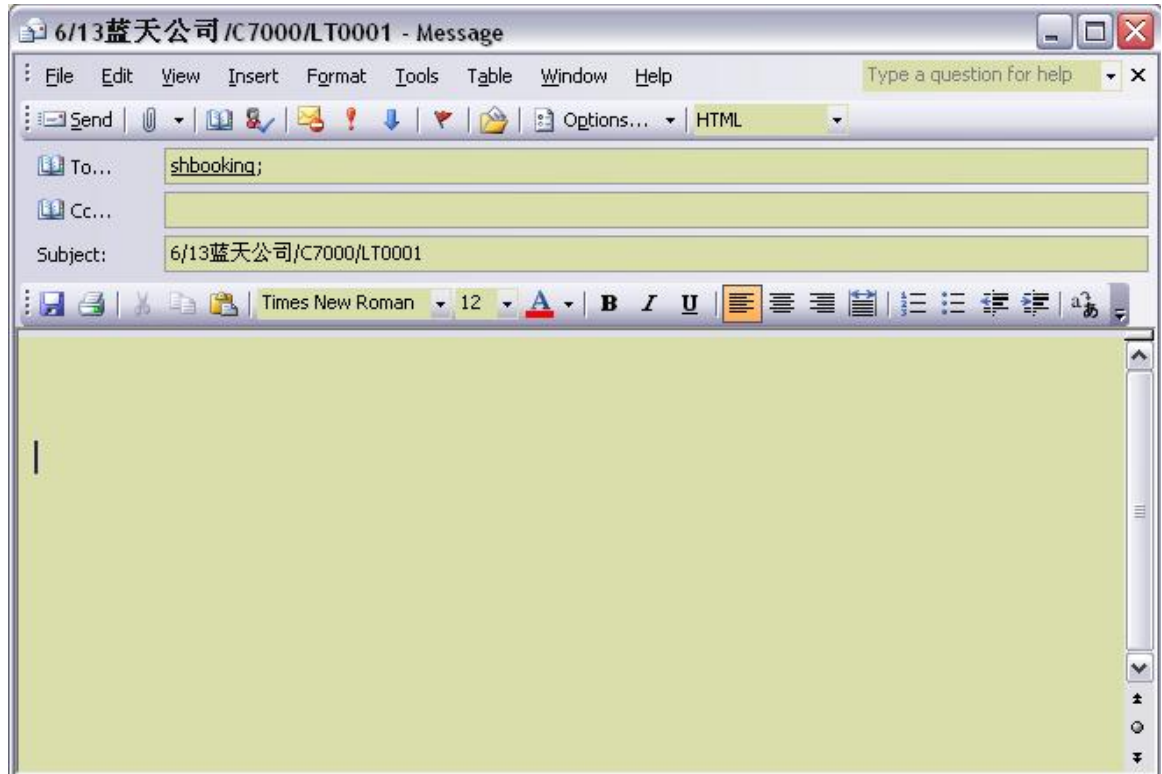 6/13蓝天公司/C7000/LT0001 - Message
File Edit View Insert Format Tools Table Window Help Type a question for help
Send Options... HTML
To... shbooking;
Cc...
Subject: 6/13蓝天公司/C7000/LT0001
Times New Roman 12 A B I U aあ